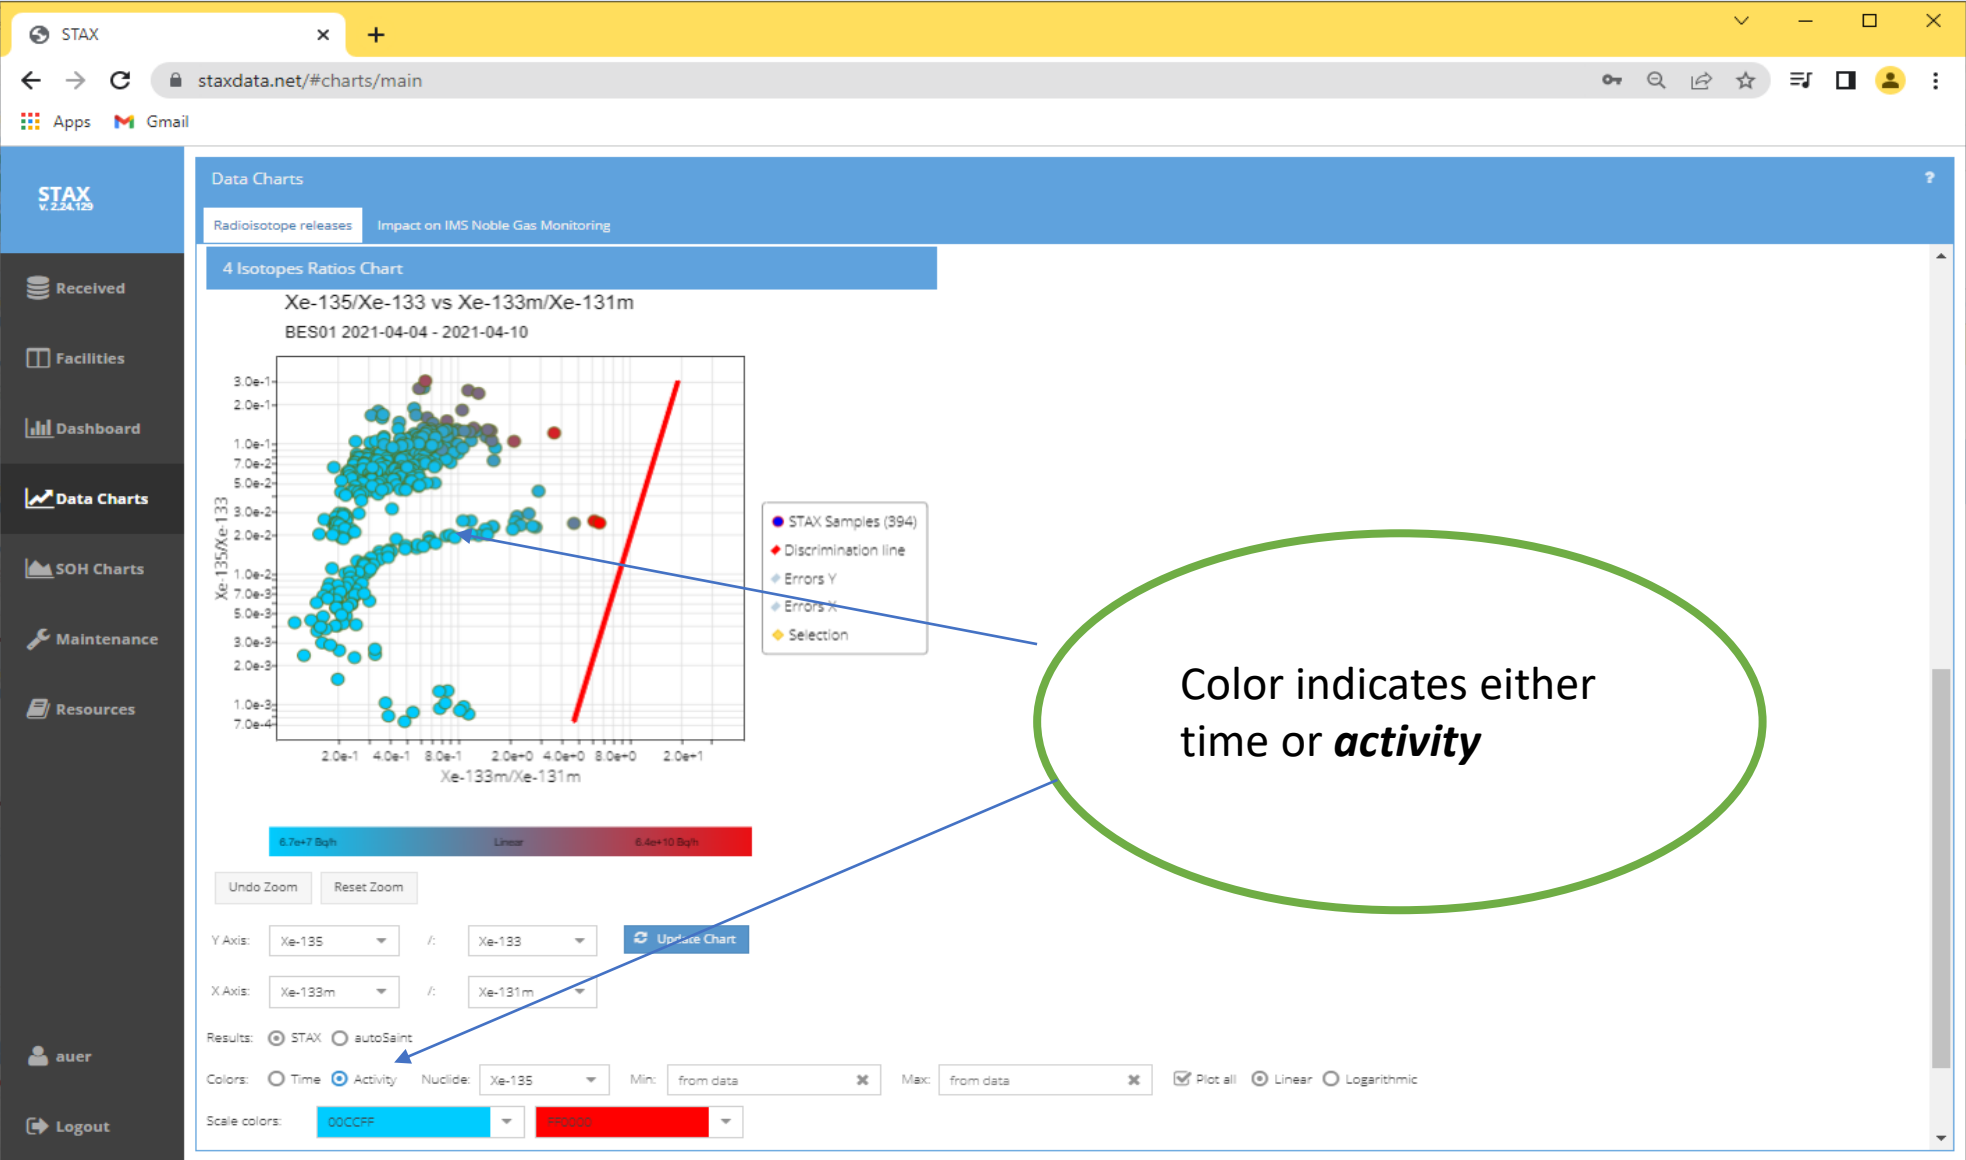 STAX
staxdata.net/#charts/main
Apps Gmail
STAX
v. 2.24.129
Received
Facilities
Dashboard
Data Charts
SOH Charts
Maintenance
Resources
auer
Logout
Data Charts ?
Radioisotope releases Impact on IMS Noble Gas Monitoring
4 Isotopes Ratios Chart
Xe-135/Xe-133 vs Xe-133m/Xe-131m
BES01 2021-04-04 - 2021-04-10
Xe-135/Xe-133
3.0e-1
2.0e-1
1.0e-1
7.0e-2
5.0e-2
3.0e-2
2.0e-2
1.0e-2
7.0e-3
5.0e-3
3.0e-3
2.0e-3
1.0e-3
7.0e-4
2.0e-1 4.0e-1 8.0e-1 2.0e+0 4.0e+0 8.0e+0 2.0e+1
Xe-133m/Xe-131m
STAX Samples (394)
Discrimination line
Errors Y
Errors X
Selection
Color indicates either
time or activity
6.7e+7 Bq/h Linear 6.4e+10 Bq/h
Undo Zoom Reset Zoom
Y Axis: Xe-135 /: Xe-133 Update Chart
X Axis: Xe-133m /: Xe-131m
Results: STAX autoSaint
Colors: Time Activity Nuclide: Xe-135 Min: from data Max: from data Plot all Linear Logarithmic
Scale colors: 00CCFF FF0000